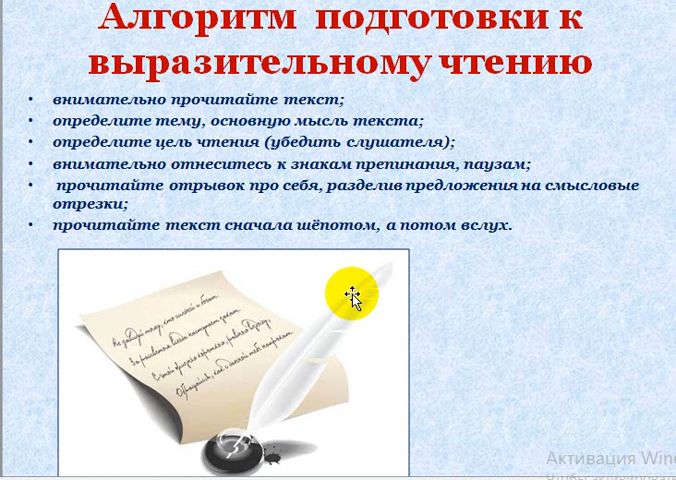 Алгоритм подготовки к
выразительному чтению
• внимательно прочитайте текст;
• определите тему, основную мысль текста;
• определите цель чтения (убедить слушателя);
• внимательно отнеситесь к знакам препинания, паузам;
• прочитайте отрывок про себя, разделив предложения на смысловые
отрезки;
• прочитайте текст сначала шёпотом, а потом вслух.
Активация Win